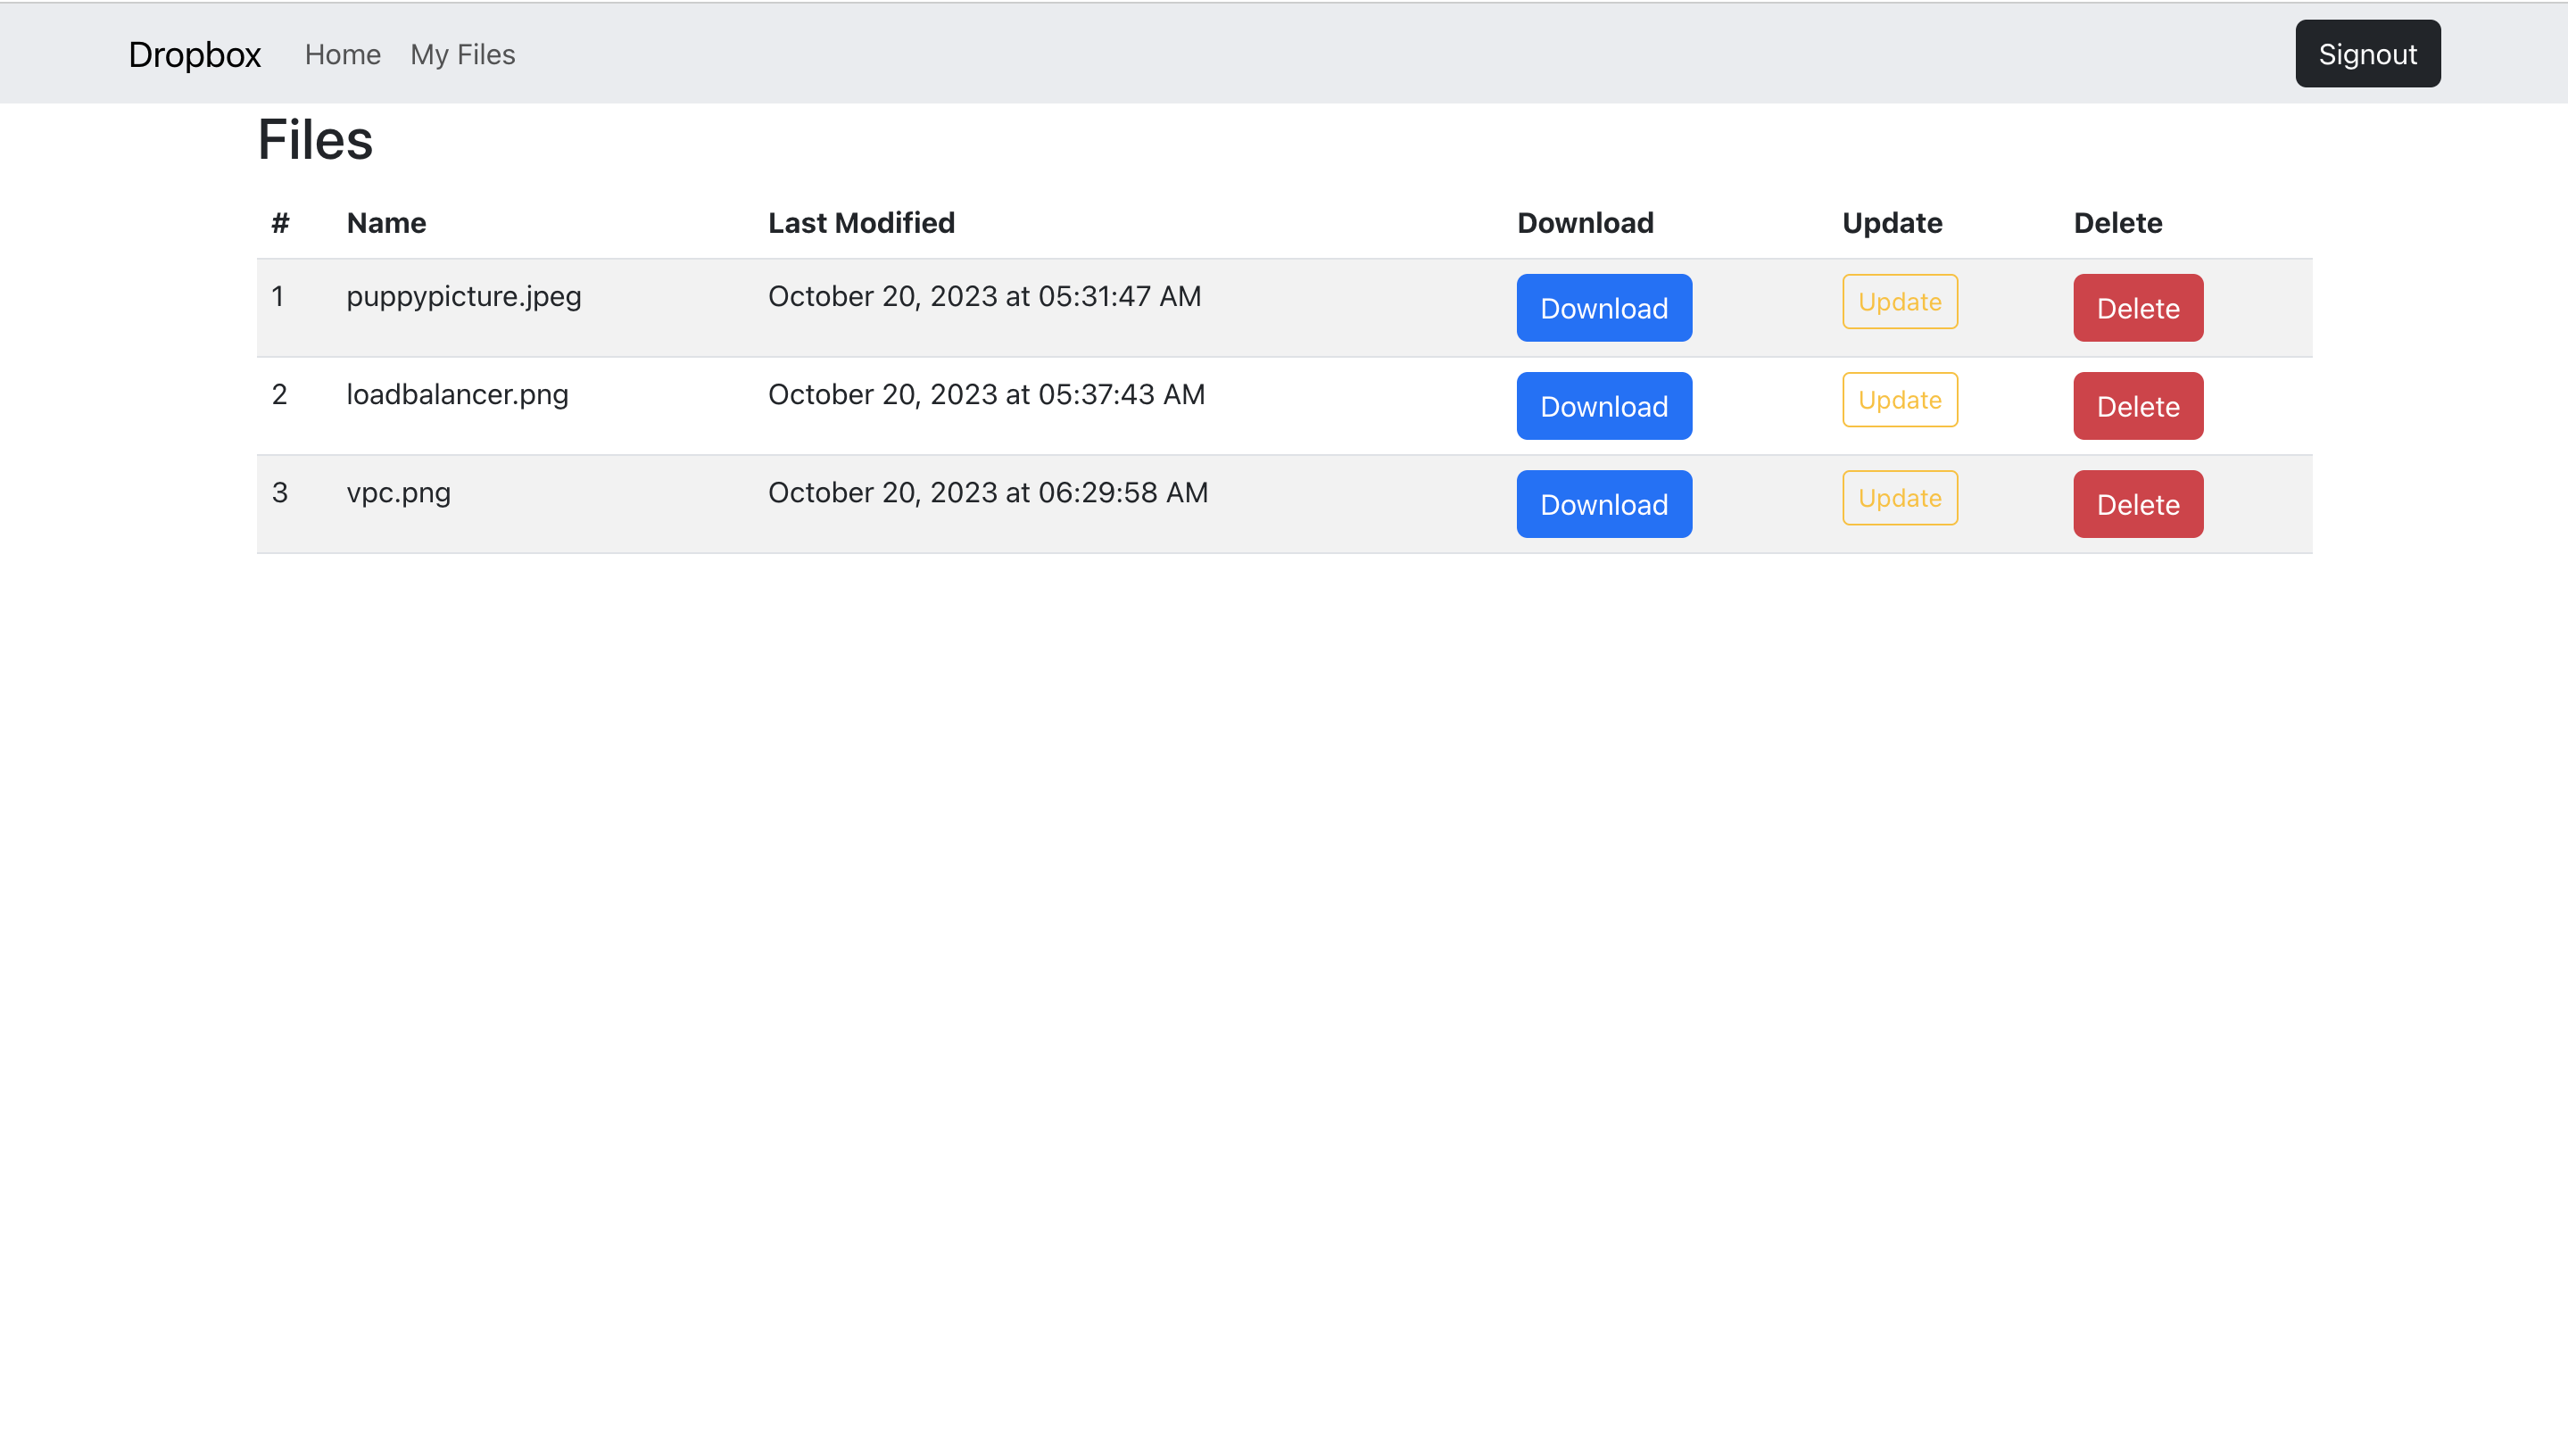 Dropbox Home My Files Signout
Files
# Name Last Modified Download Update Delete
1 puppypicture.jpeg October 20, 2023 at 05:31:47 AM Download Update Delete
2 loadbalancer.png October 20, 2023 at 05:37:43 AM Download Update Delete
3 vpc.png October 20, 2023 at 06:29:58 AM Download Update Delete